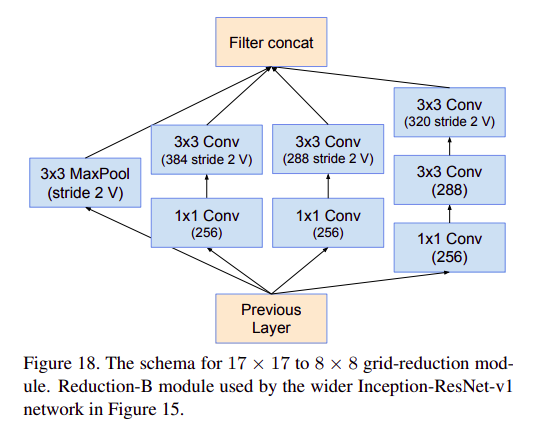 Filter concat
3x3 Conv
(320 stride 2 V)
3x3 Conv
(384 stride 2 V)
3x3 Conv
(288 stride 2 V)
3x3 MaxPool
(stride 2 V)
3x3 Conv
(288)
1x1 Conv
(256)
1x1 Conv
(256)
1x1 Conv
(256)
Previous
Layer
Figure 18. The schema for 17 × 17 to 8 × 8 grid-reduction mod-
ule. Reduction-B module used by the wider Inception-ResNet-v1
network in Figure 15.